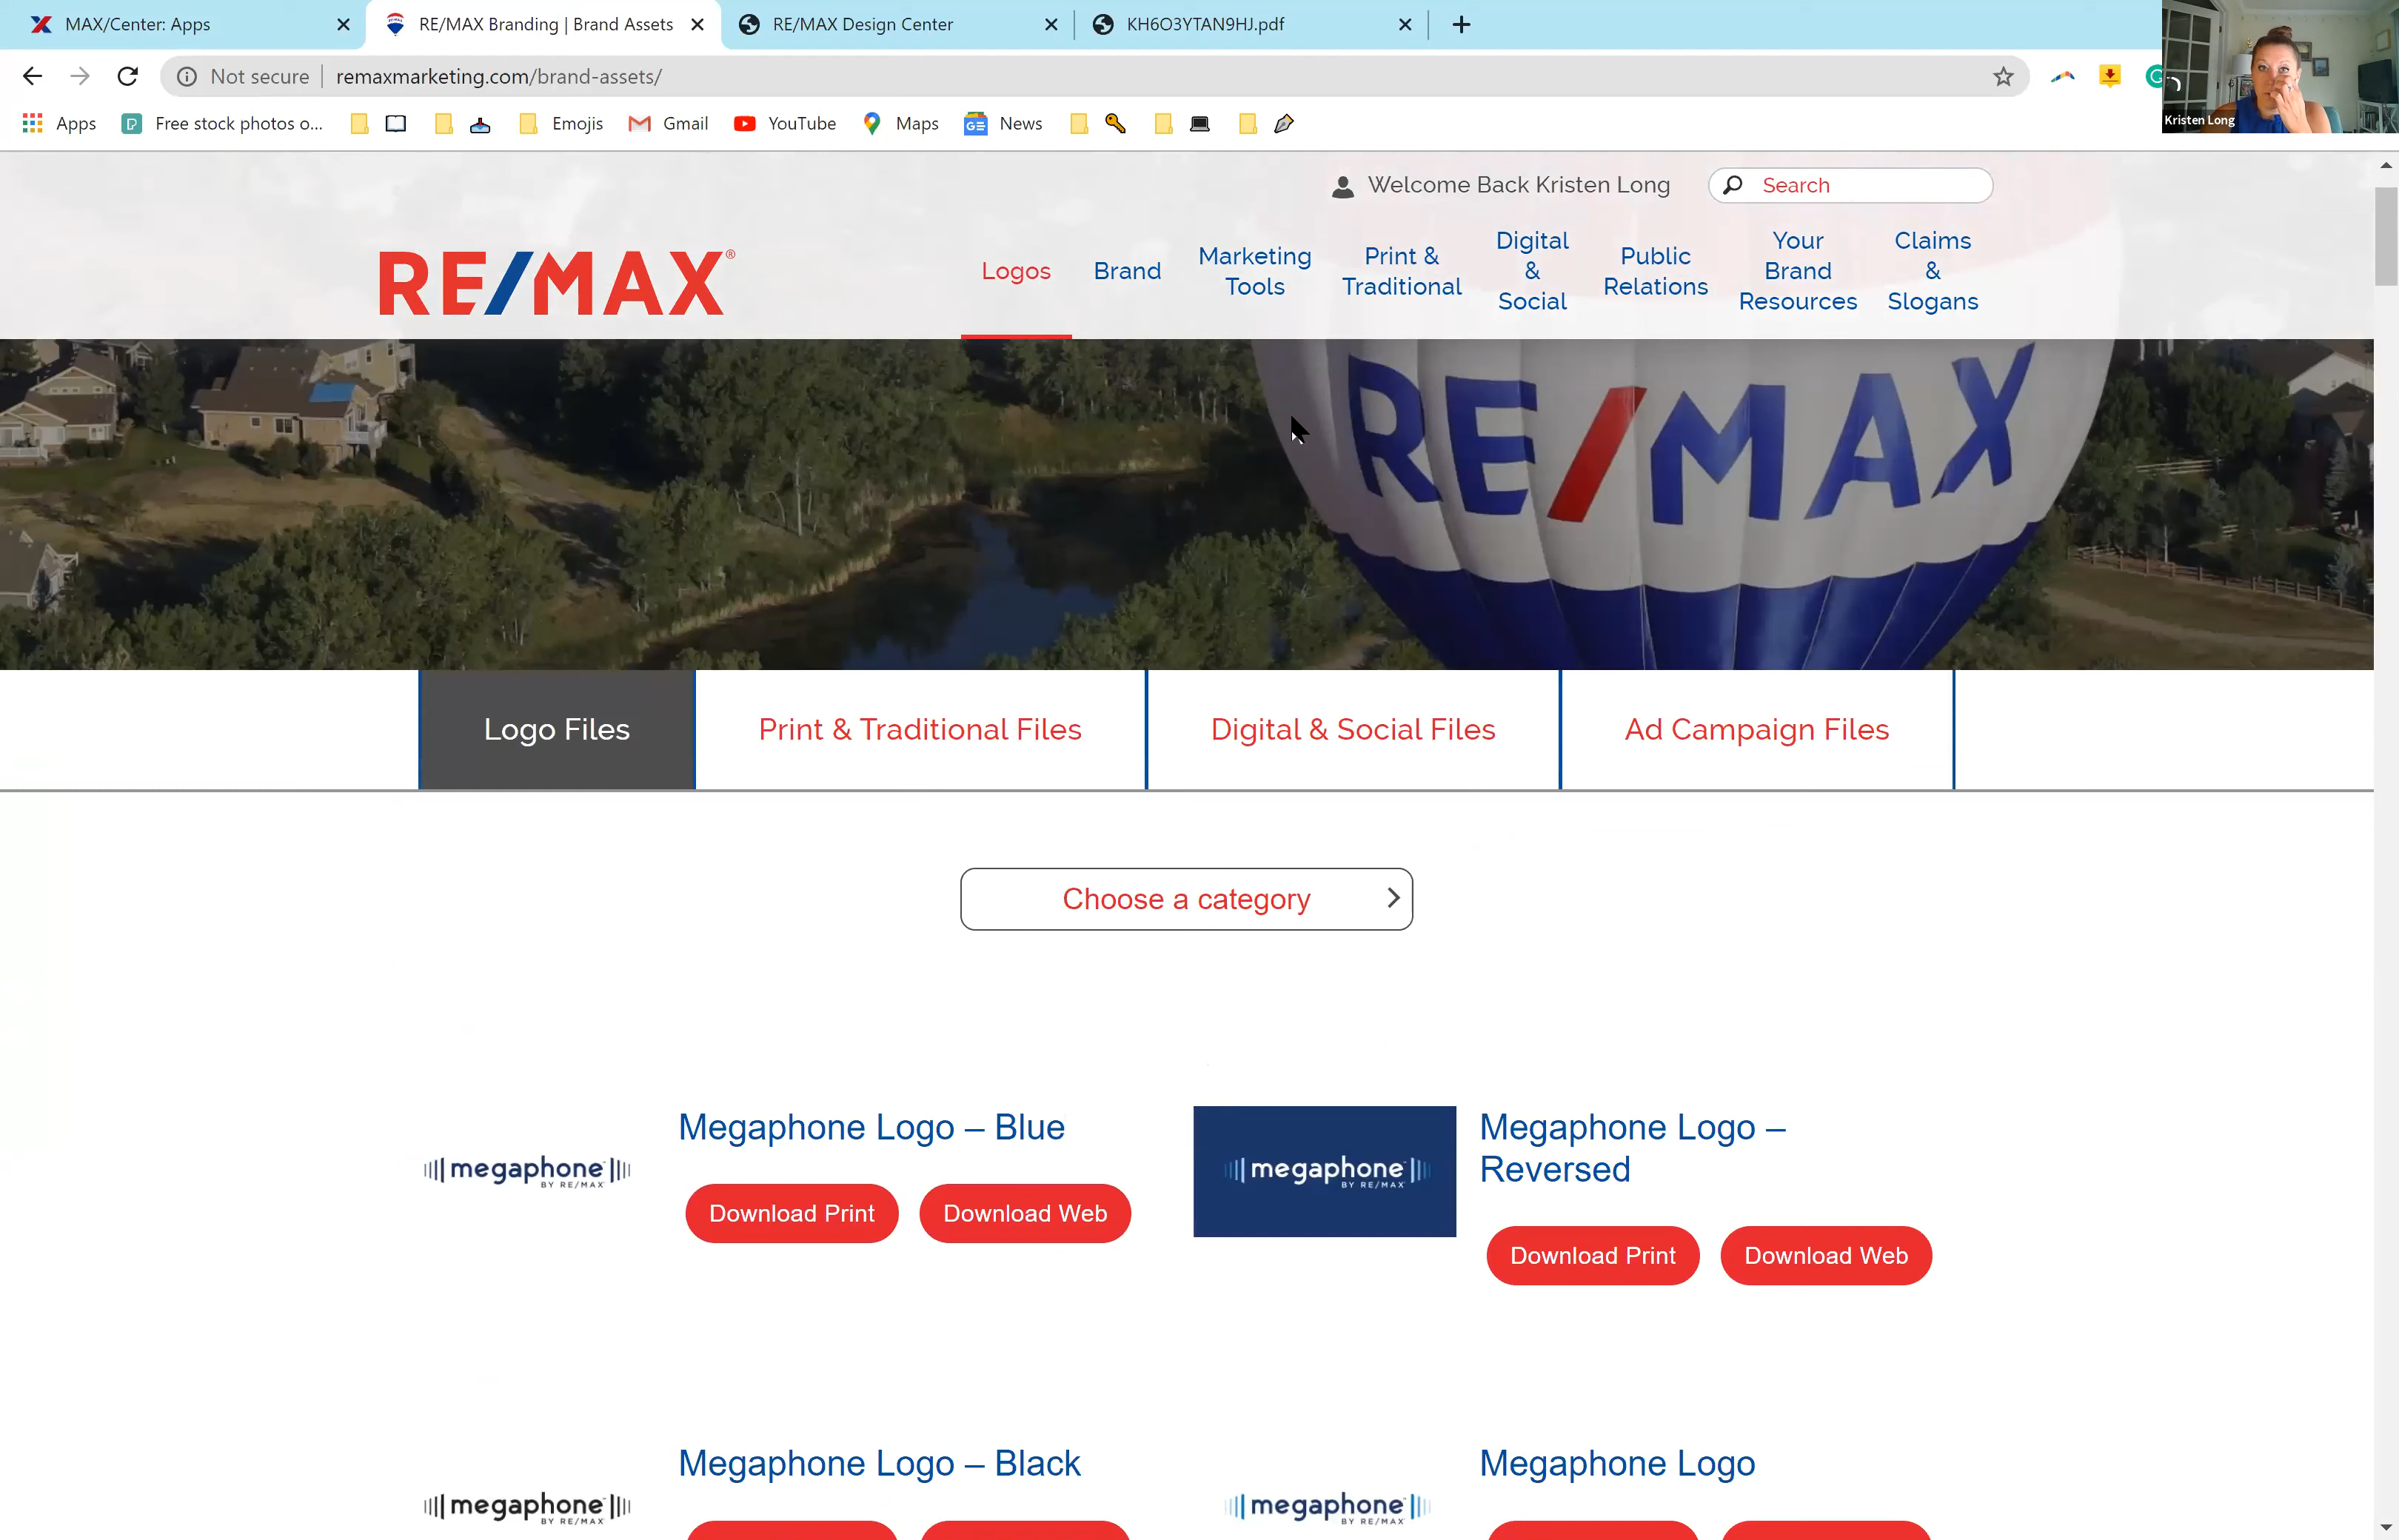 MAX/Center: Apps
RE/MAX Branding | Brand Assets
RE/MAX Design Center
KH6O3YTAN9HJ.pdf
Not secure
remaxmarketing.com/brand-assets/
Apps
Free stock photos o...
Emojis
Gmail
YouTube
Maps
News
Kristen Long
Welcome Back Kristen Long
Search
RE/MAX®
Logos
Brand
Marketing
Tools
Print &
Traditional
Digital
&
Social
Public
Relations
Your
Brand
Resources
Claims
&
Slogans
RE/MAX
Logo Files
Print & Traditional Files
Digital & Social Files
Ad Campaign Files
Choose a category
megaphone
BY RE/MAX
Megaphone Logo – Blue
Download Print
Download Web
megaphone
BY RE/MAX
Megaphone Logo –
Reversed
Download Print
Download Web
megaphone
BY RE/MAX
Megaphone Logo – Black
megaphone
BY RE/MAX
Megaphone Logo